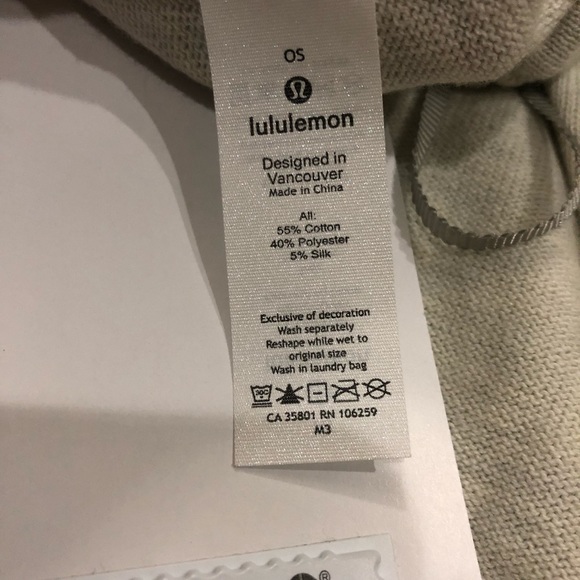 OS
lululemon
Designed in
Vancouver
Made in China
All:
55% Cotton
40% Polyester
5% Silk
Exclusive of decoration
Wash separately
Reshape while wet to
original size
Wash in laundry bag
30C
CA 35801 RN 106259
M3
®